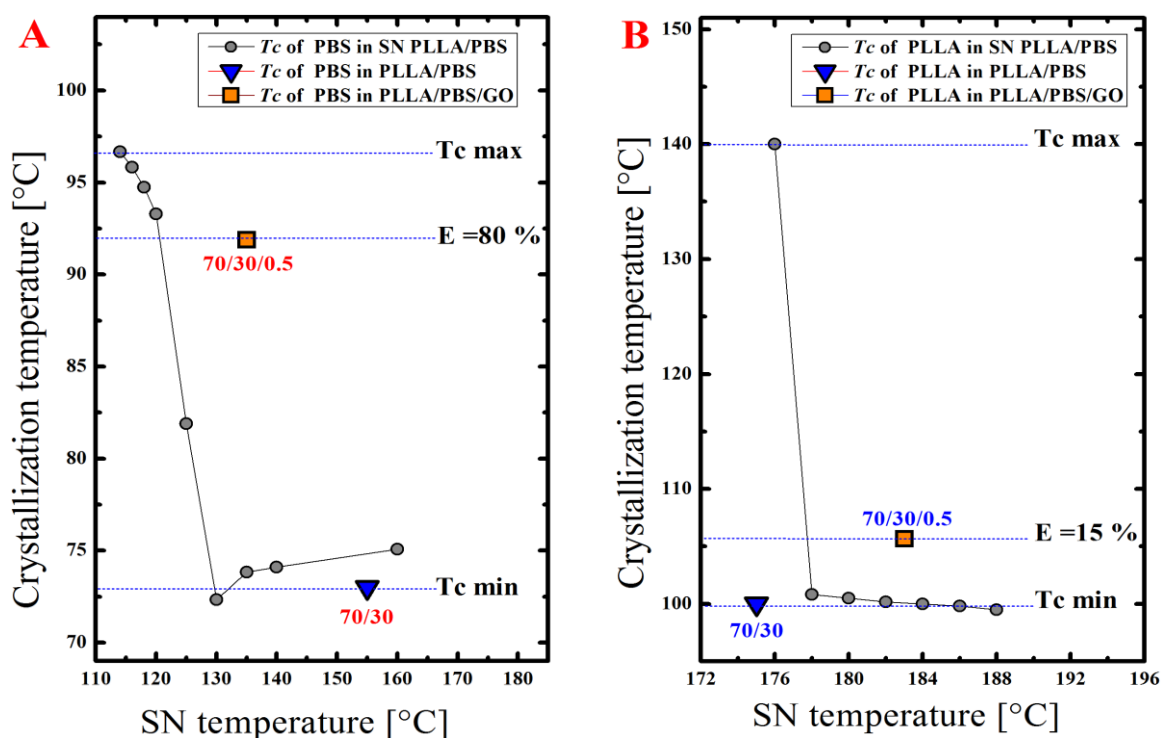 A
Tc of PBS in SN PLLA/PBS
Tc of PBS in PLLA/PBS
Tc of PBS in PLLA/PBS/GO
Tc max
E =80 %
70/30/0.5
Tc min
70/30
100
95
90
85
80
75
70
110 120 130 140 150 160 170 180
Crystallization temperature [°C]
SN temperature [°C]
B
Tc of PLLA in SN PLLA/PBS
Tc of PLLA in PLLA/PBS
Tc of PLLA in PLLA/PBS/GO
Tc max
70/30/0.5
E =15 %
Tc min
70/30
150
140
130
120
110
100
172 176 180 184 188 192 196
Crystallization temperature [°C]
SN temperature [°C]